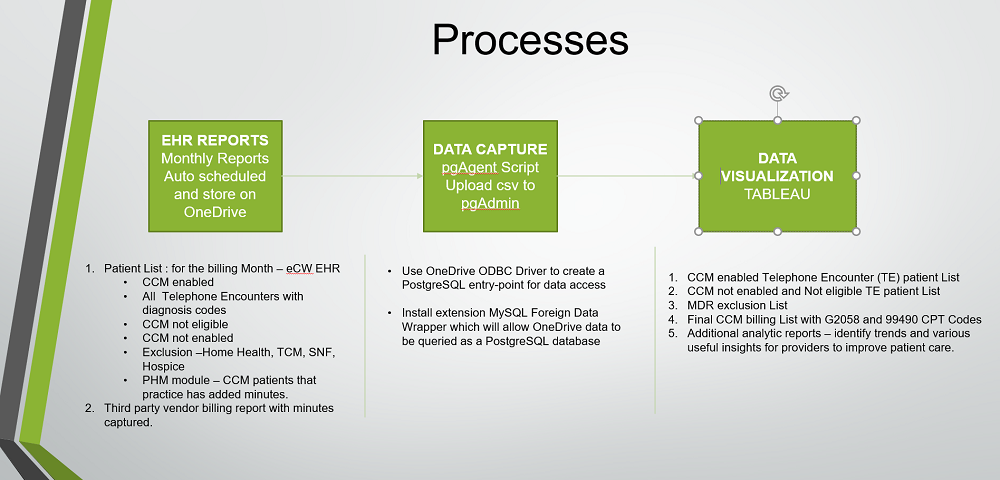 Processes
EHR REPORTS
Monthly Reports
Auto scheduled
and store on
OneDrive
DATA CAPTURE
pgAgent Script
Upload csv to
pgAdmin
DATA
VISUALIZATION
TABLEAU
1. Patient List : for the billing Month – eCW EHR
• CCM enabled
• All Telephone Encounters with
diagnosis codes
• CCM not eligible
• CCM not enabled
• Exclusion –Home Health, TCM, SNF,
Hospice
• PHM module – CCM patients that
practice has added minutes.
2. Third party vendor billing report with minutes
captured.
• Use OneDrive ODBC Driver to create a
PostgreSQL entry-point for data access
• Install extension MySQL Foreign Data
Wrapper which will allow OneDrive data to
be queried as a PostgreSQL database
1. CCM enabled Telephone Encounter (TE) patient List
2. CCM not enabled and Not eligible TE patient List
3. MDR exclusion List
4. Final CCM billing List with G2058 and 99490 CPT Codes
5. Additional analytic reports – identify trends and various
useful insights for providers to improve patient care.